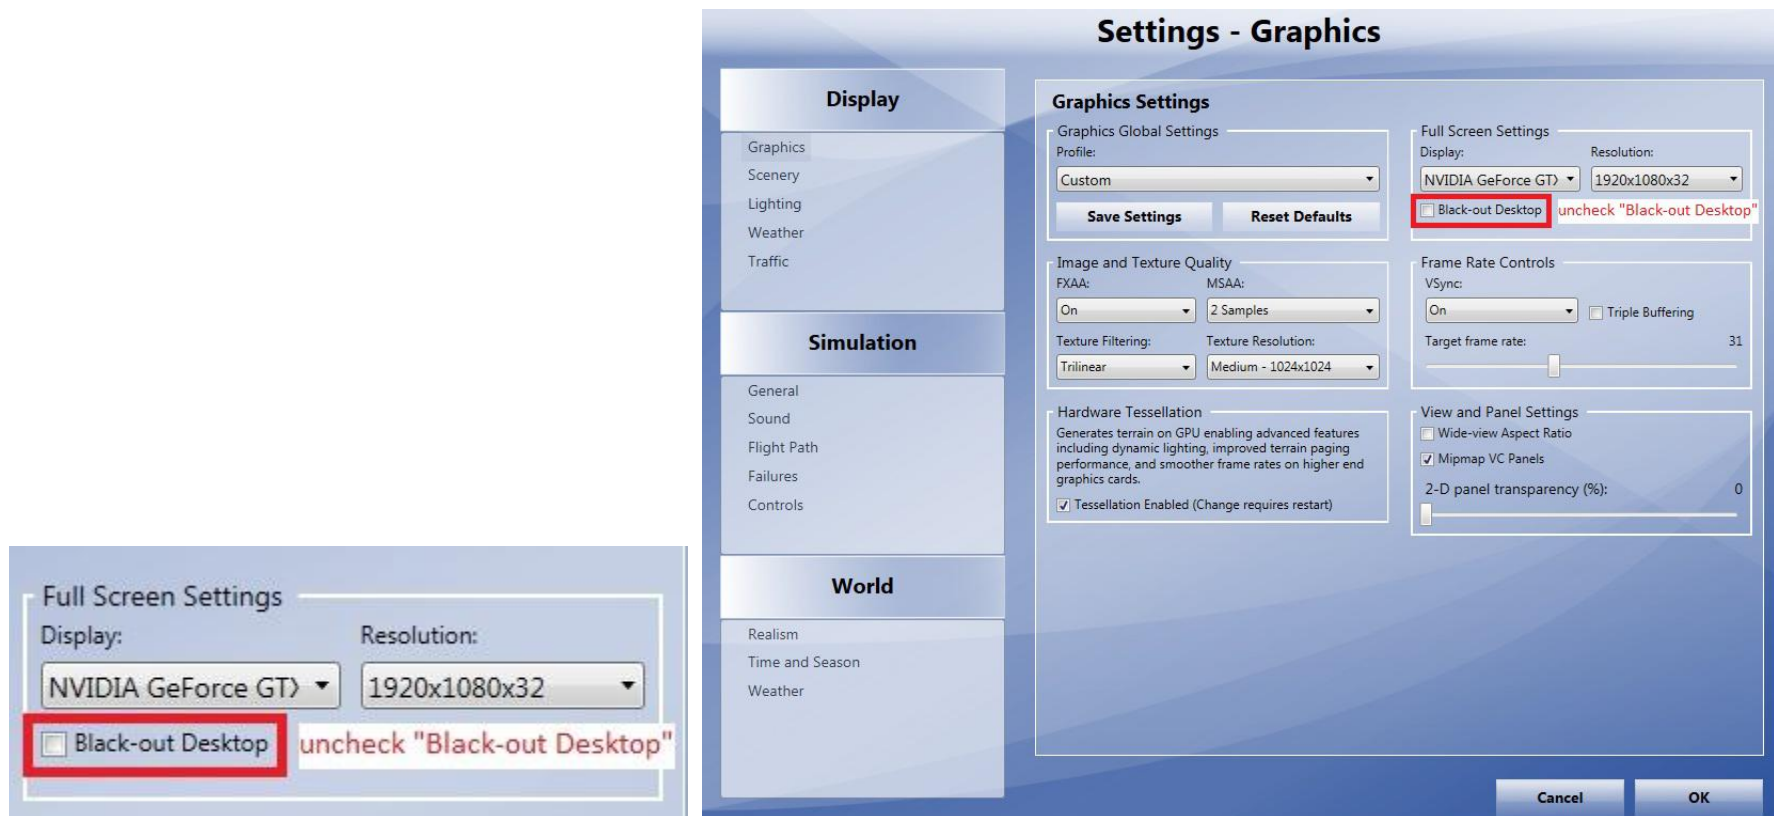 Full Screen Settings
Display: Resolution:
NVIDIA GeForce GT 1920x1080x32
Black-out Desktop uncheck "Black-out Desktop"
Settings - Graphics
Display
Graphics
Scenery
Lighting
Weather
Traffic
Simulation
General
Sound
Flight Path
Failures
Controls
World
Realism
Time and Season
Weather
Graphics Settings
Graphics Global Settings
Profile:
Custom
Save Settings Reset Defaults
Image and Texture Quality
FXAA: MSAA:
On 2 Samples
Texture Filtering: Texture Resolution:
Trilinear Medium - 1024x1024
Hardware Tessellation
Generates terrain on GPU enabling advanced features
including dynamic lighting, improved terrain paging
performance, and smoother frame rates on higher end
graphics cards.
Tessellation Enabled (Change requires restart)
Full Screen Settings
Display: Resolution:
NVIDIA GeForce GT 1920x1080x32
Black-out Desktop uncheck "Black-out Desktop"
Frame Rate Controls
VSync:
On Triple Buffering
Target frame rate: 31
View and Panel Settings
Wide-view Aspect Ratio
Mipmap VC Panels
2-D panel transparency (%): 0
Cancel OK